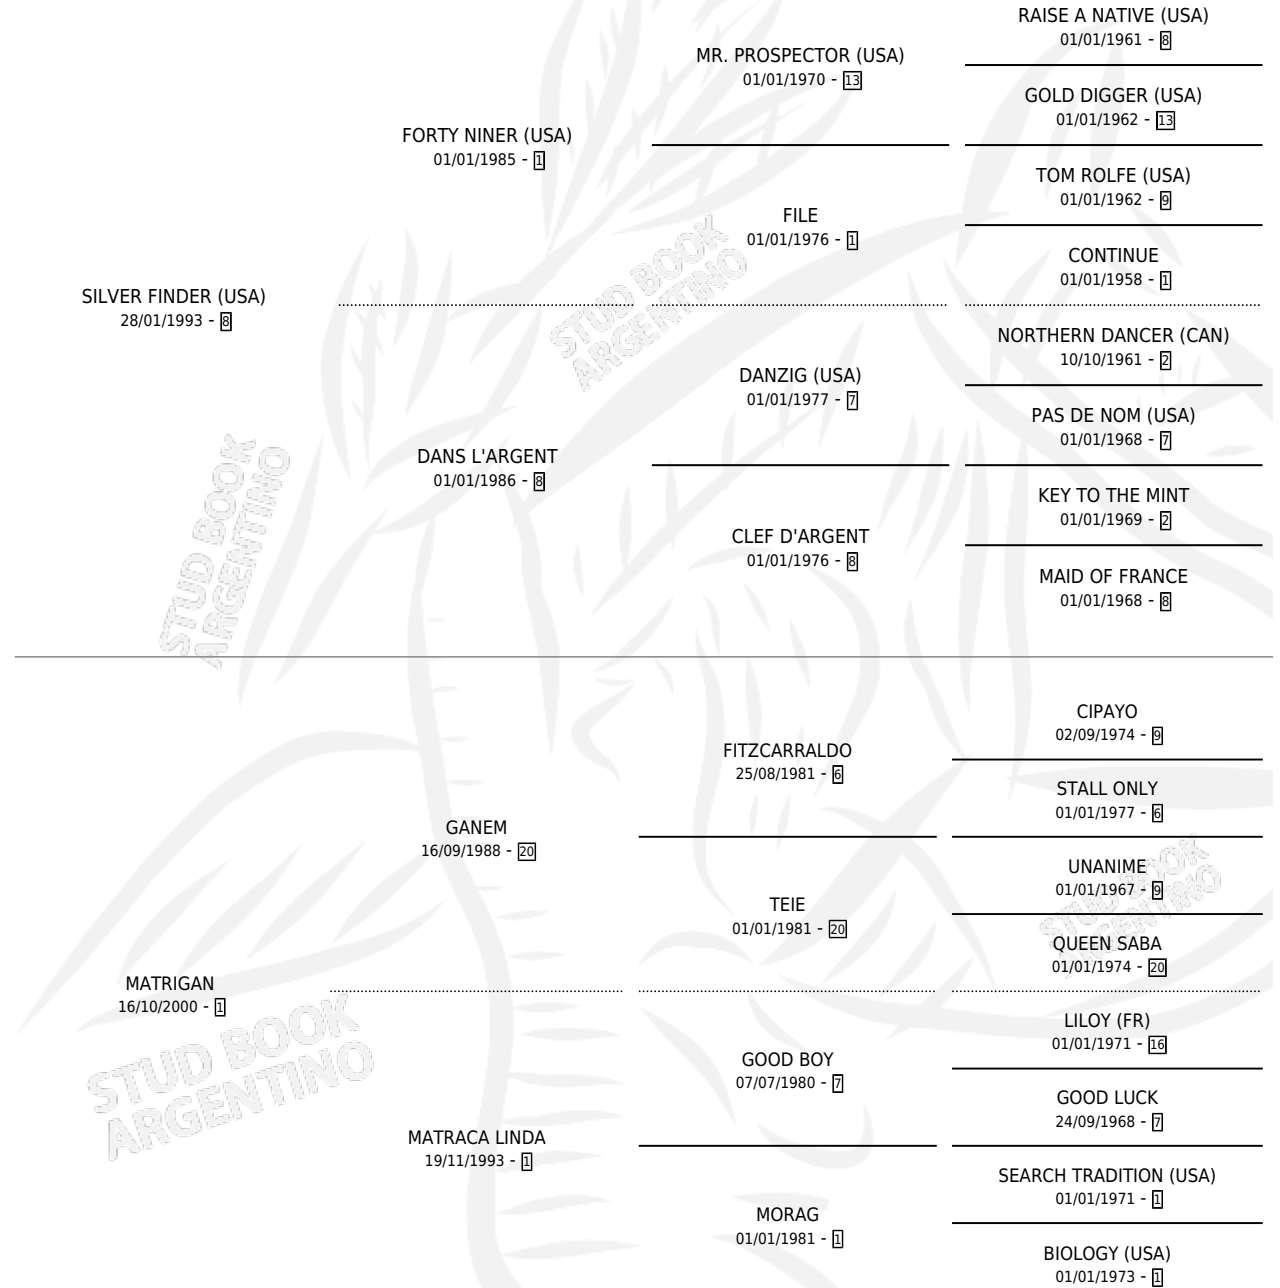 RAISE A NATIVE (USA)
01/01/1961 - 8
MR. PROSPECTOR (USA)
01/01/1970 - 13
GOLD DIGGER (USA)
01/01/1962 - 13
FORTY NINER (USA)
01/01/1985 - 1
TOM ROLFE (USA)
01/01/1962 - 9
FILE
01/01/1976 - 1
CONTINUE
01/01/1958 - 1
SILVER FINDER (USA)
28/01/1993 - 8
NORTHERN DANCER (CAN)
10/10/1961 - 2
DANZIG (USA)
01/01/1977 - 7
PAS DE NOM (USA)
01/01/1968 - 7
DANS L'ARGENT
01/01/1986 - 8
KEY TO THE MINT
01/01/1969 - 2
CLEF D'ARGENT
01/01/1976 - 8
MAID OF FRANCE
01/01/1968 - 8
CIPAYO
02/09/1974 - 9
FITZCARRALDO
25/08/1981 - 6
STALL ONLY
01/01/1977 - 6
GANEM
16/09/1988 - 20
UNANIME
01/01/1967 - 9
TEIE
01/01/1981 - 20
QUEEN SABA
01/01/1974 - 20
MATRIGAN
16/10/2000 - 1
LILOY (FR)
01/01/1971 - 16
GOOD BOY
07/07/1980 - 7
GOOD LUCK
24/09/1968 - 7
MATRACA LINDA
19/11/1993 - 1
SEARCH TRADITION (USA)
01/01/1971 - 1
MORAG
01/01/1981 - 1
BIOLOGY (USA)
01/01/1973 - 1
STUD BOOK
ARGENTINO
STUD BOOK
ARGENTINO
STUD BOOK
ARGENTINO
STUD BOOK
ARGENTINO